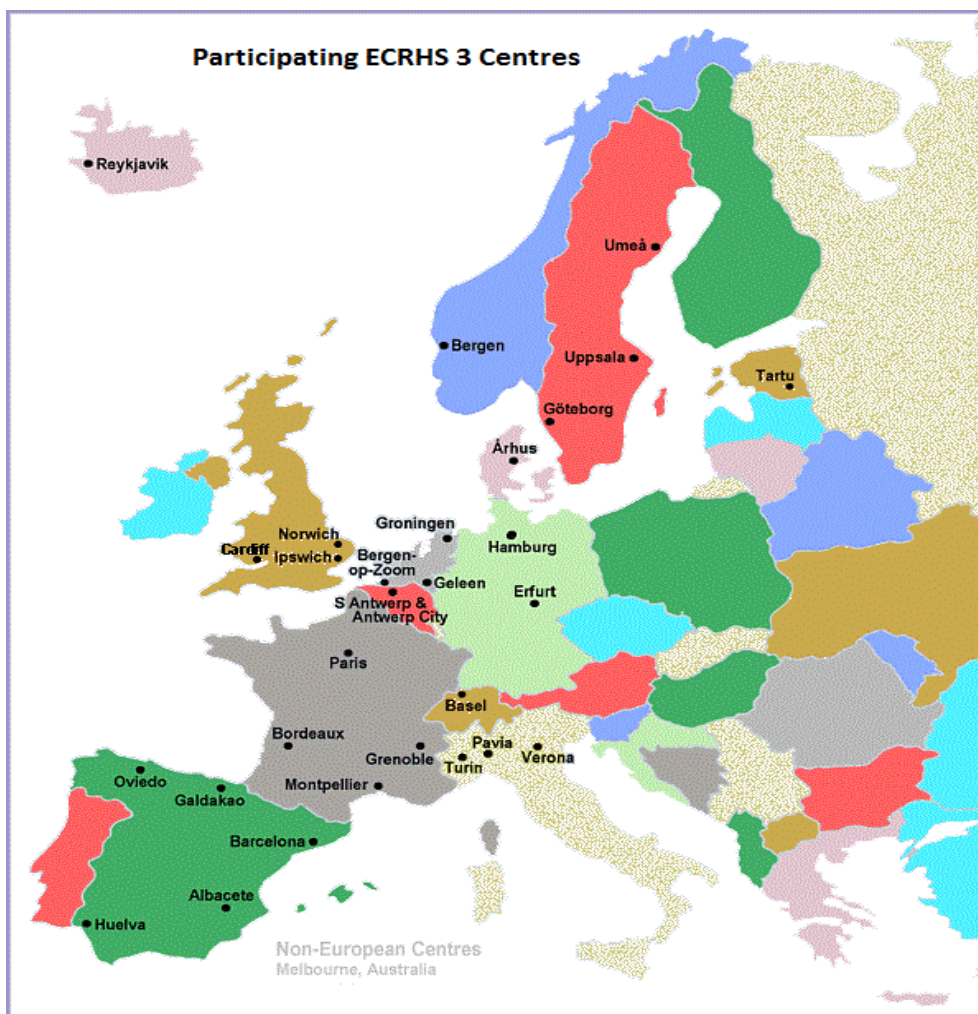 Participating ECRHS 3 Centres
Reykjavik
Umeå
Bergen
Uppsala
Tartu
Göteborg
Århus
Groningen
Norwich
Hamburg
Cardiff
Ipswich
Bergen-
op-Zoom
Geleen
Erfurt
S Antwerp &
Antwerp City
Paris
Basel
Bordeaux
Grenoble
Pavia
Turin
Verona
Oviedo
Galdakao
Montpellier
Barcelona
Albacete
Huelva
Non-European Centres
Melbourne, Australia